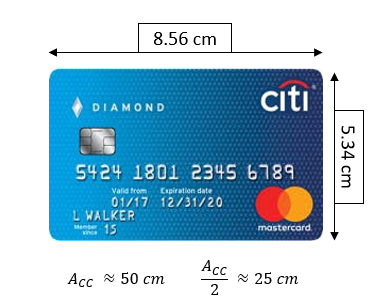 8.56 cm
citi®
DIAMOND
5.34 cm
5424 1801 2345 6789
Valid from Expiration date
01/17 12/31/20
L WALKER
Member since 15
mastercard.
A_CC ≈ 50 cm
A_CC/2 ≈ 25 cm